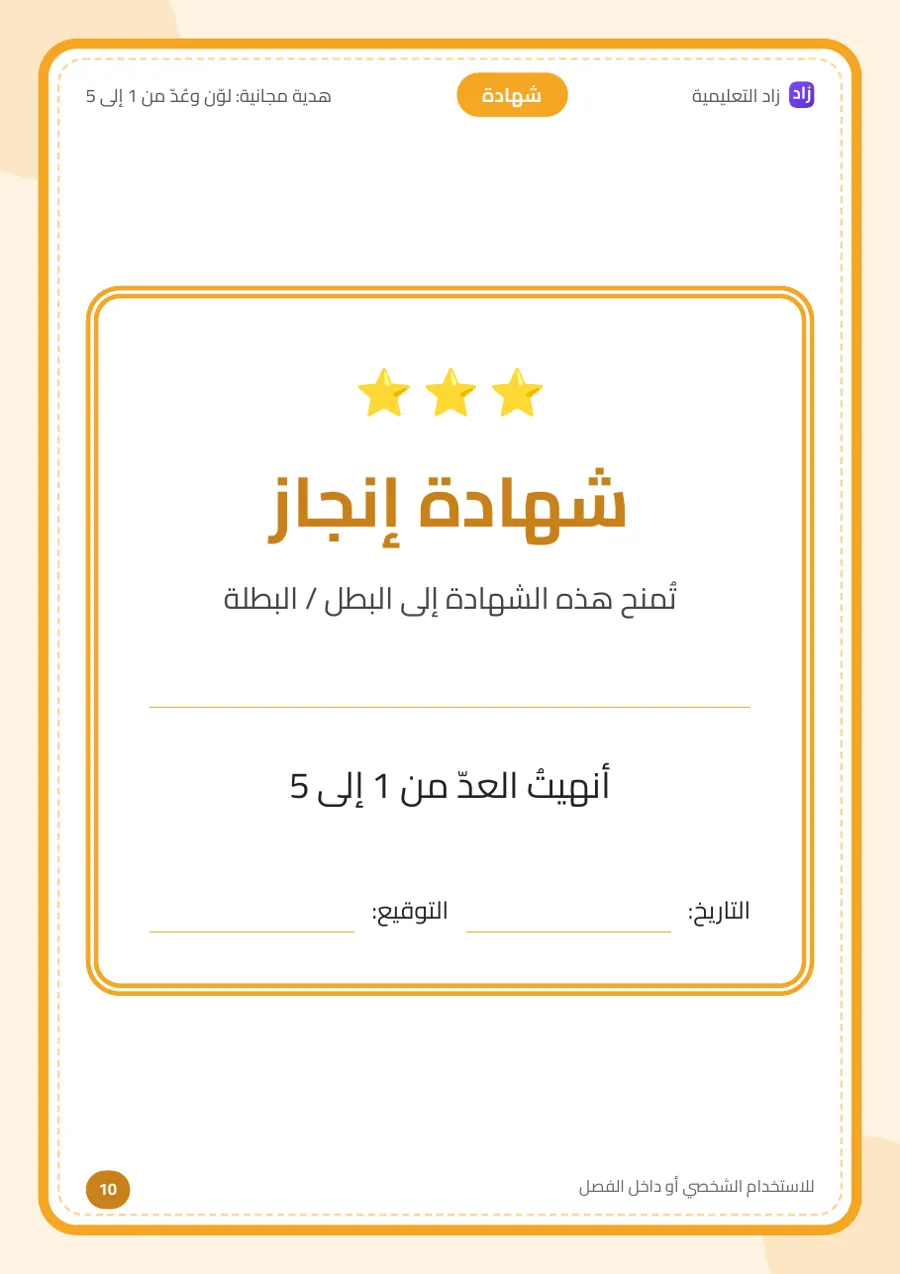 زاد زاد التعليمية
شهادة
هدية مجانية: لوّن وعُدّ من 1 إلى 5
شهادة إنجاز
تُمنح هذه الشهادة إلى البطل / البطلة
أنهيتُ العدّ من 1 إلى 5
التاريخ:
التوقيع:
للاستخدام الشخصي أو داخل الفصل
10